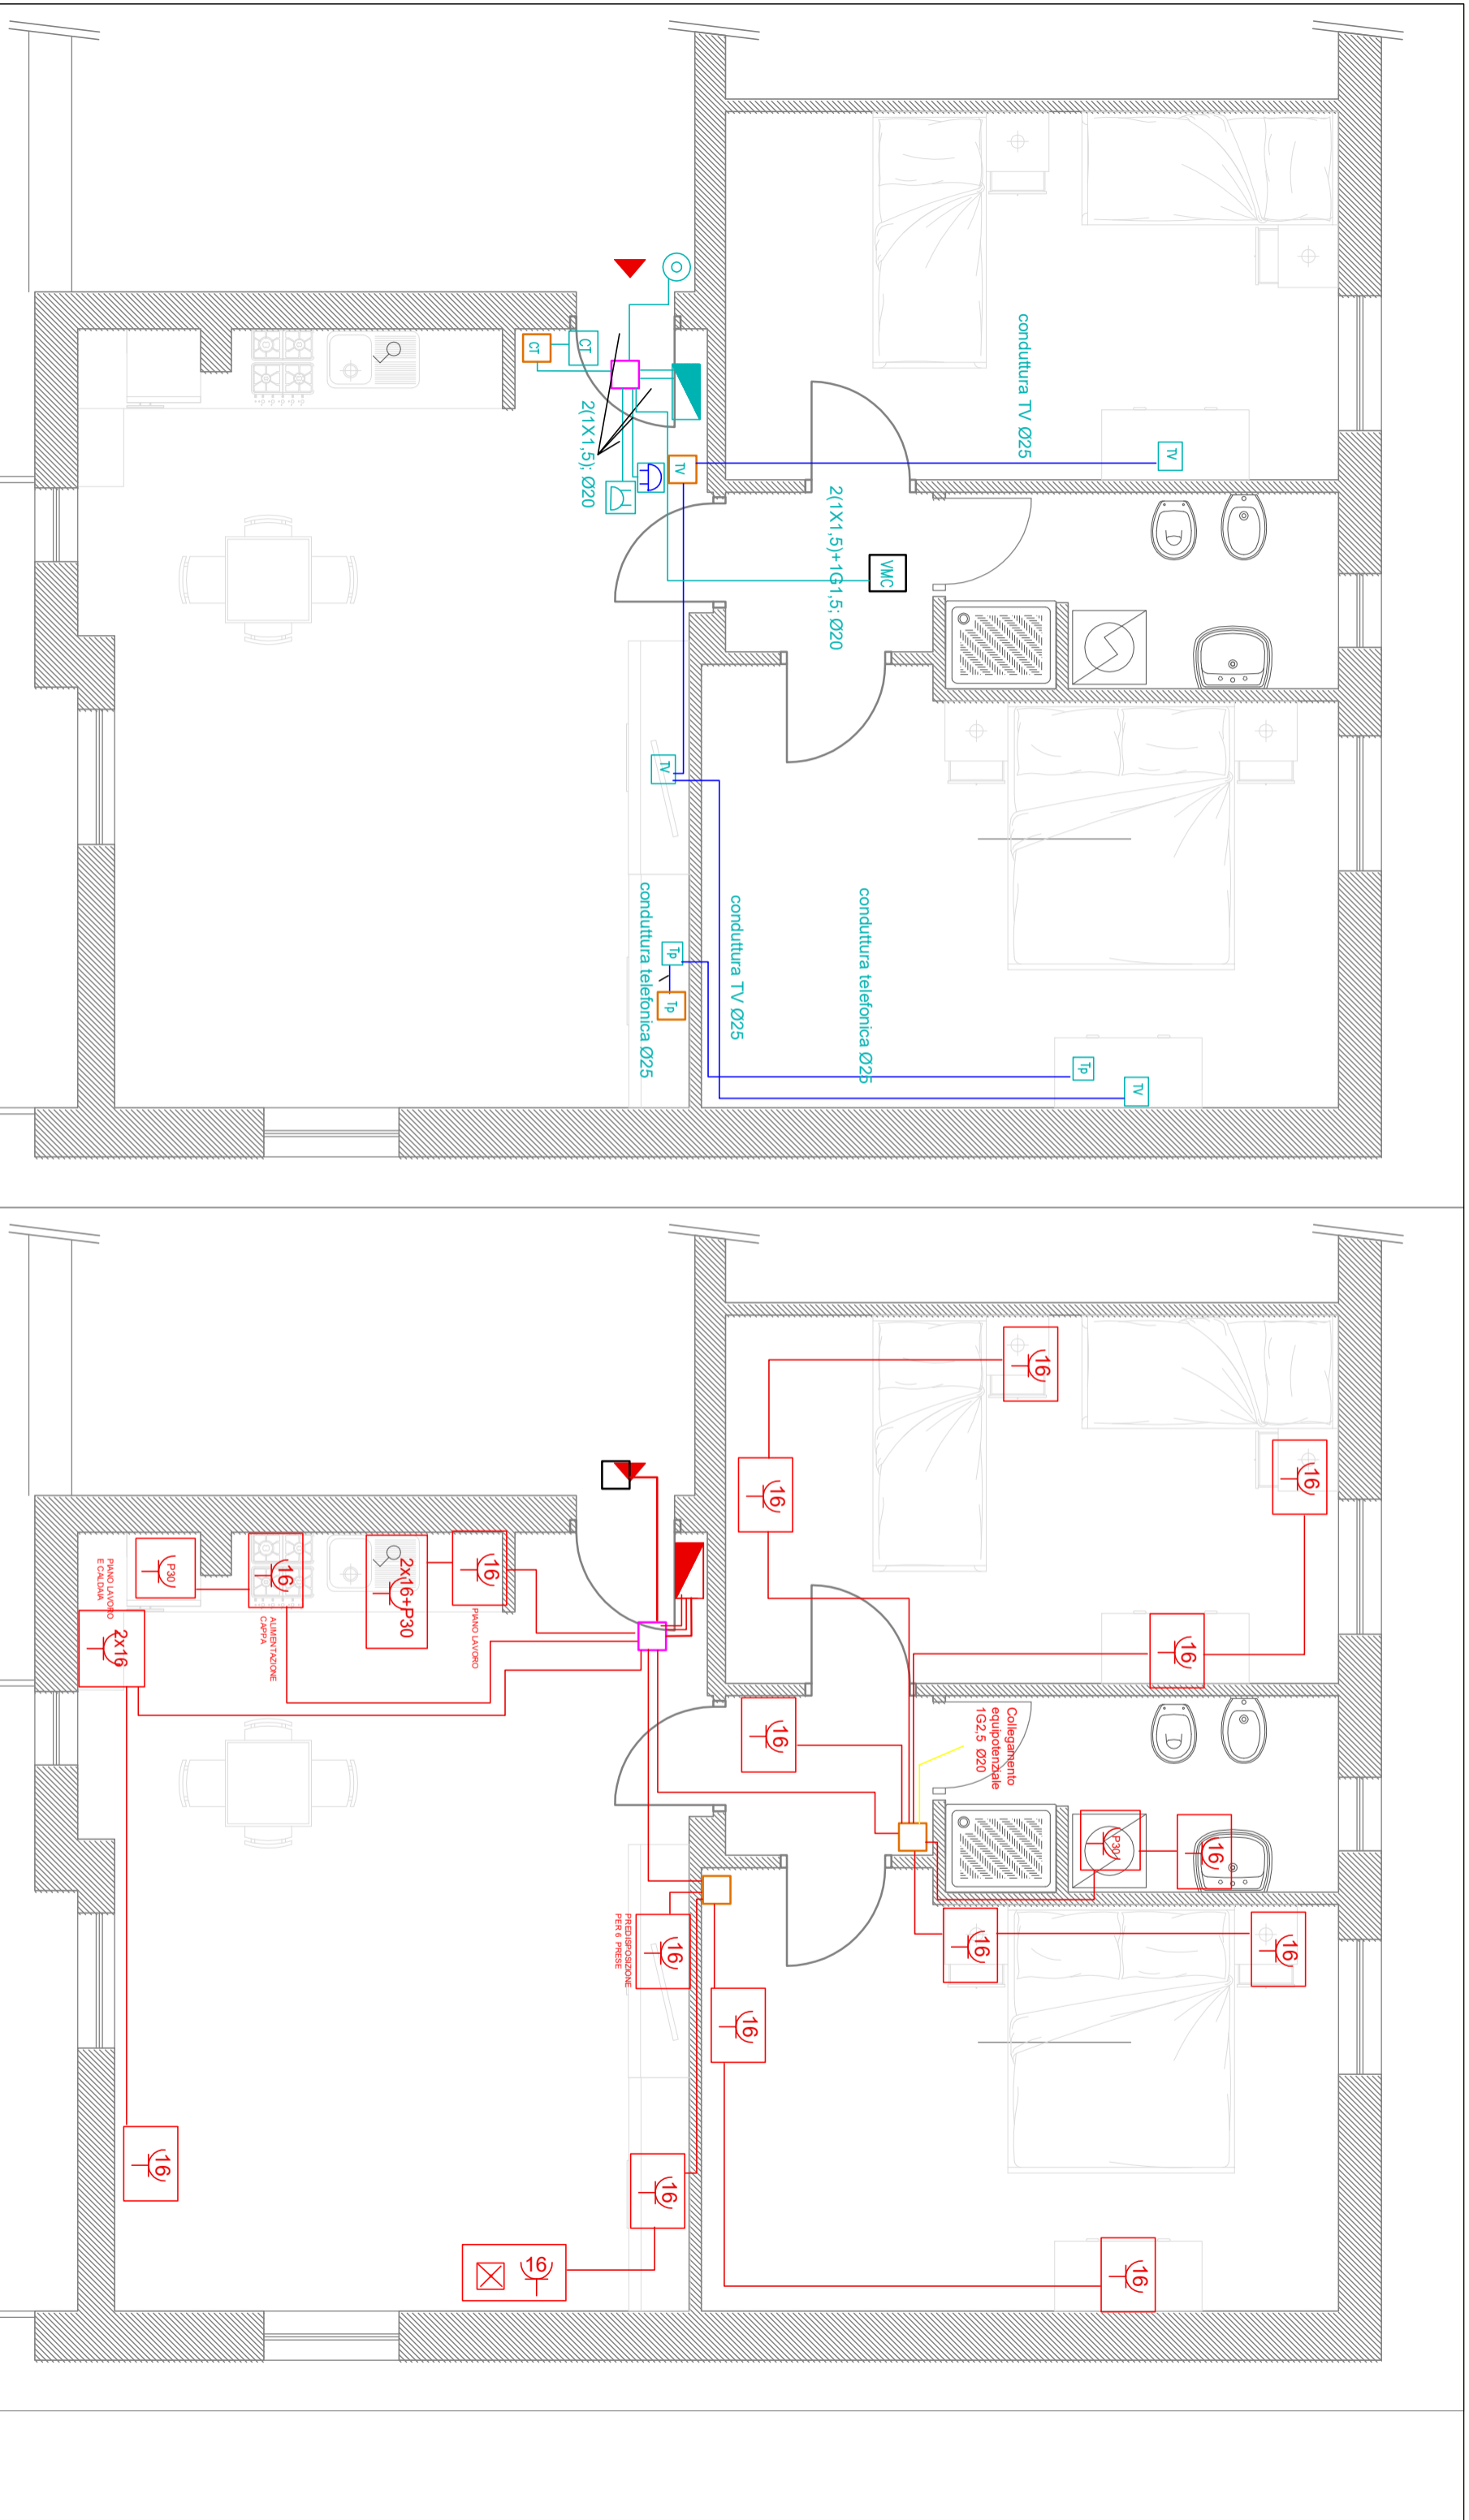 conduttura TV Ø25
TV
CT
CT
2(1X1,5); Ø20
TV
2(1X1,5)+1G1,5; Ø20
VMC
TV
conduttura telefonica Ø25
conduttura TV Ø25
conduttura telefonica Ø25
Tp
Tp
Tp
TV
16
16
16
16
16
Collegamento
equipotenziale
1G2,5 Ø20
P30
PIANO LAVORO
E CALDAIA
2x16
16
ALIMENTAZIONE
CAPPA
2x16+P30
16
PIANO LAVORO
P30
16
16
16
16
PREDISPOSIZIONE
PER 6 PRESE
16
16
16
16
16